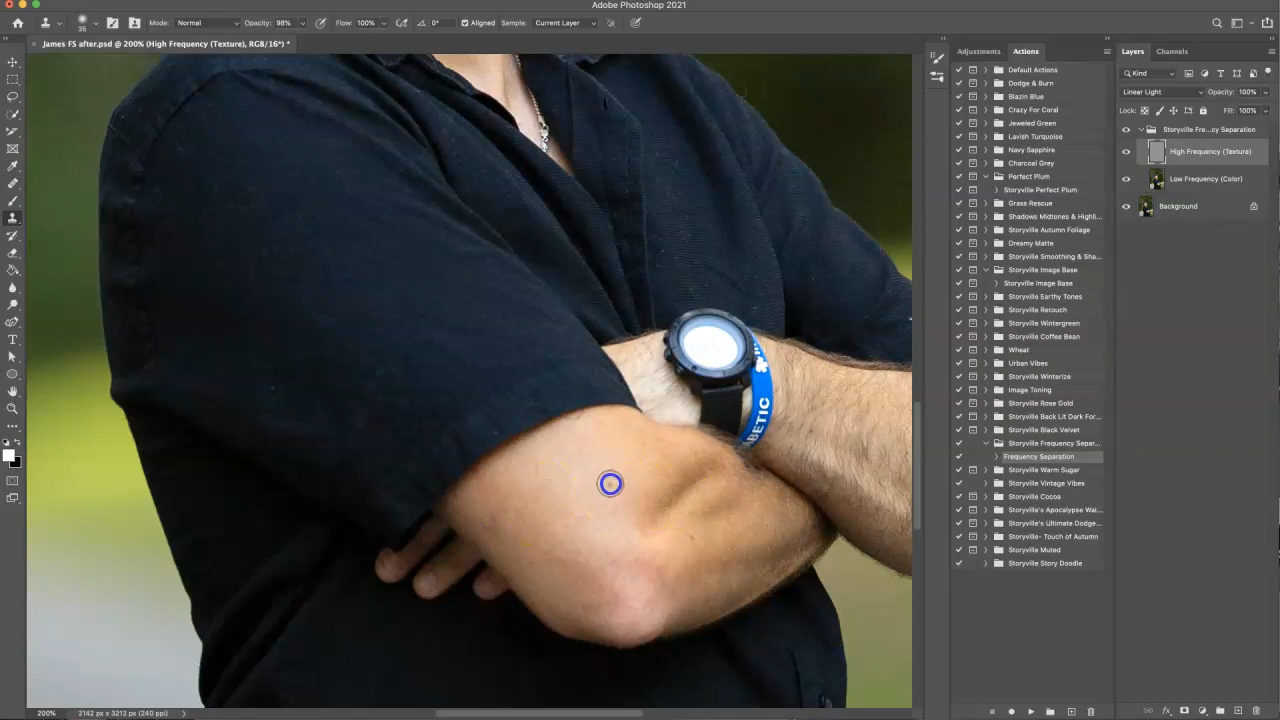 Adobe Photoshop 2021
35
Mode: Normal
Opacity: 98%
Flow: 100%
0°
Aligned
Sample: Current Layer
James FS after.psd @ 200% (High Frequency (Texture), RGB/16*) *
Adjustments
Actions
Default Actions
Dodge & Burn
Blazin Blue
Crazy For Coral
Jeweled Green
Lavish Turquoise
Navy Sapphire
Charcoal Grey
Perfect Plum
Storyville Perfect Plum
Grass Rescue
Shadows Midtones & Highli...
Storyville Autumn Foliage
Dreamy Matte
Storyville Smoothing & Sha...
Storyville Image Base
Storyville Image Base
Storyville Earthy Tones
Storyville Retouch
Storyville Wintergreen
Storyville Coffee Bean
Wheat
Urban Vibes
Storyville Winterize
Image Toning
Storyville Rose Gold
Storyville Back Lit Dark For...
Storyville Black Velvet
Storyville Frequency Separ...
Frequency Separation
Storyville Warm Sugar
Storyville Vintage Vibes
Storyville Cocoa
Storyville's Apocalypse Wal...
Storyville's Ultimate Dodge...
Storyville- Touch of Autumn
Storyville Muted
Storyville Story Doodle
Layers
Channels
Kind
Linear Light
Opacity: 100%
Lock:
Fill: 100%
Storyville Fre...cy Separation
High Frequency (Texture)
Low Frequency (Color)
Background
ABETIC
200%
2142 px x 3212 px (240 ppi)